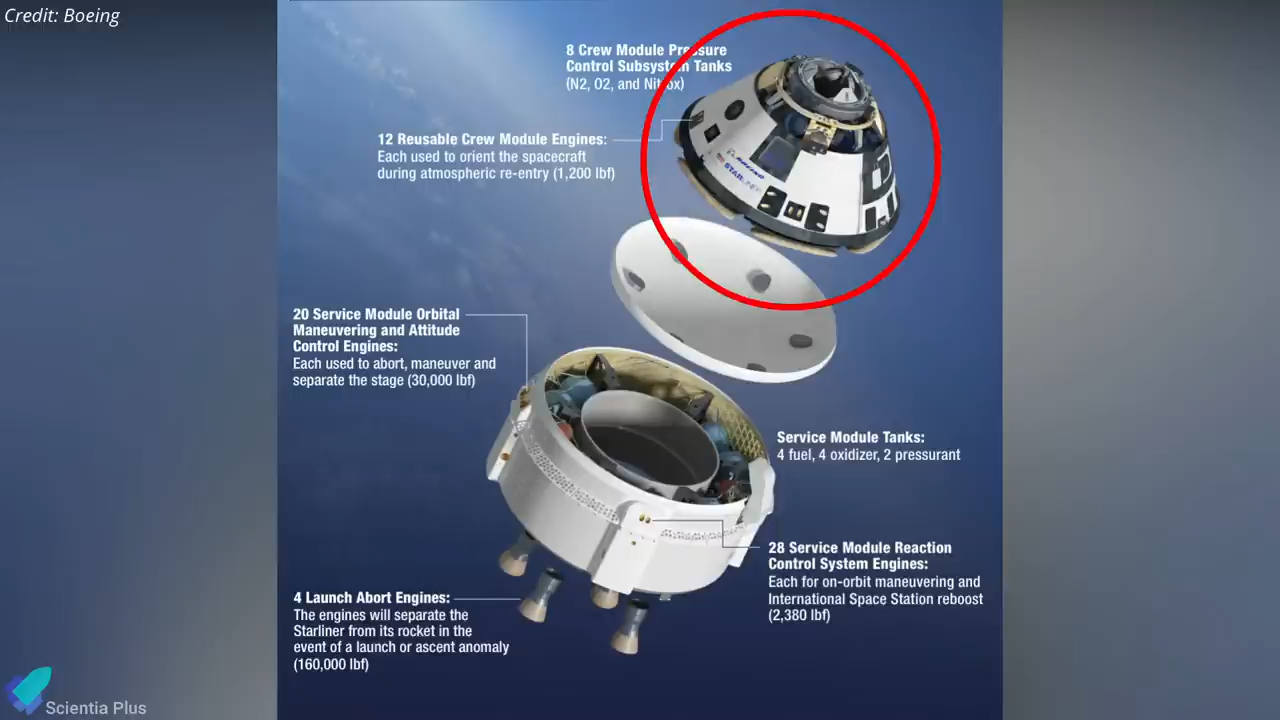 Credit: Boeing
8 Crew Module Pressure
Control Subsystem Tanks
(N2, O2, and Nitrox)
12 Reusable Crew Module Engines:
Each used to orient the spacecraft
during atmospheric re-entry (1,200 lbf)
BOEING
STARLINER
20 Service Module Orbital
Maneuvering and Attitude
Control Engines:
Each used to abort, maneuver and
separate the stage (30,000 lbf)
Service Module Tanks:
4 fuel, 4 oxidizer, 2 pressurant
28 Service Module Reaction
Control System Engines:
Each for on-orbit maneuvering and
International Space Station reboost
(2,380 lbf)
4 Launch Abort Engines:
The engines will separate the
Starliner from its rocket in the
event of a launch or ascent anomaly
(160,000 lbf)
Scientia Plus